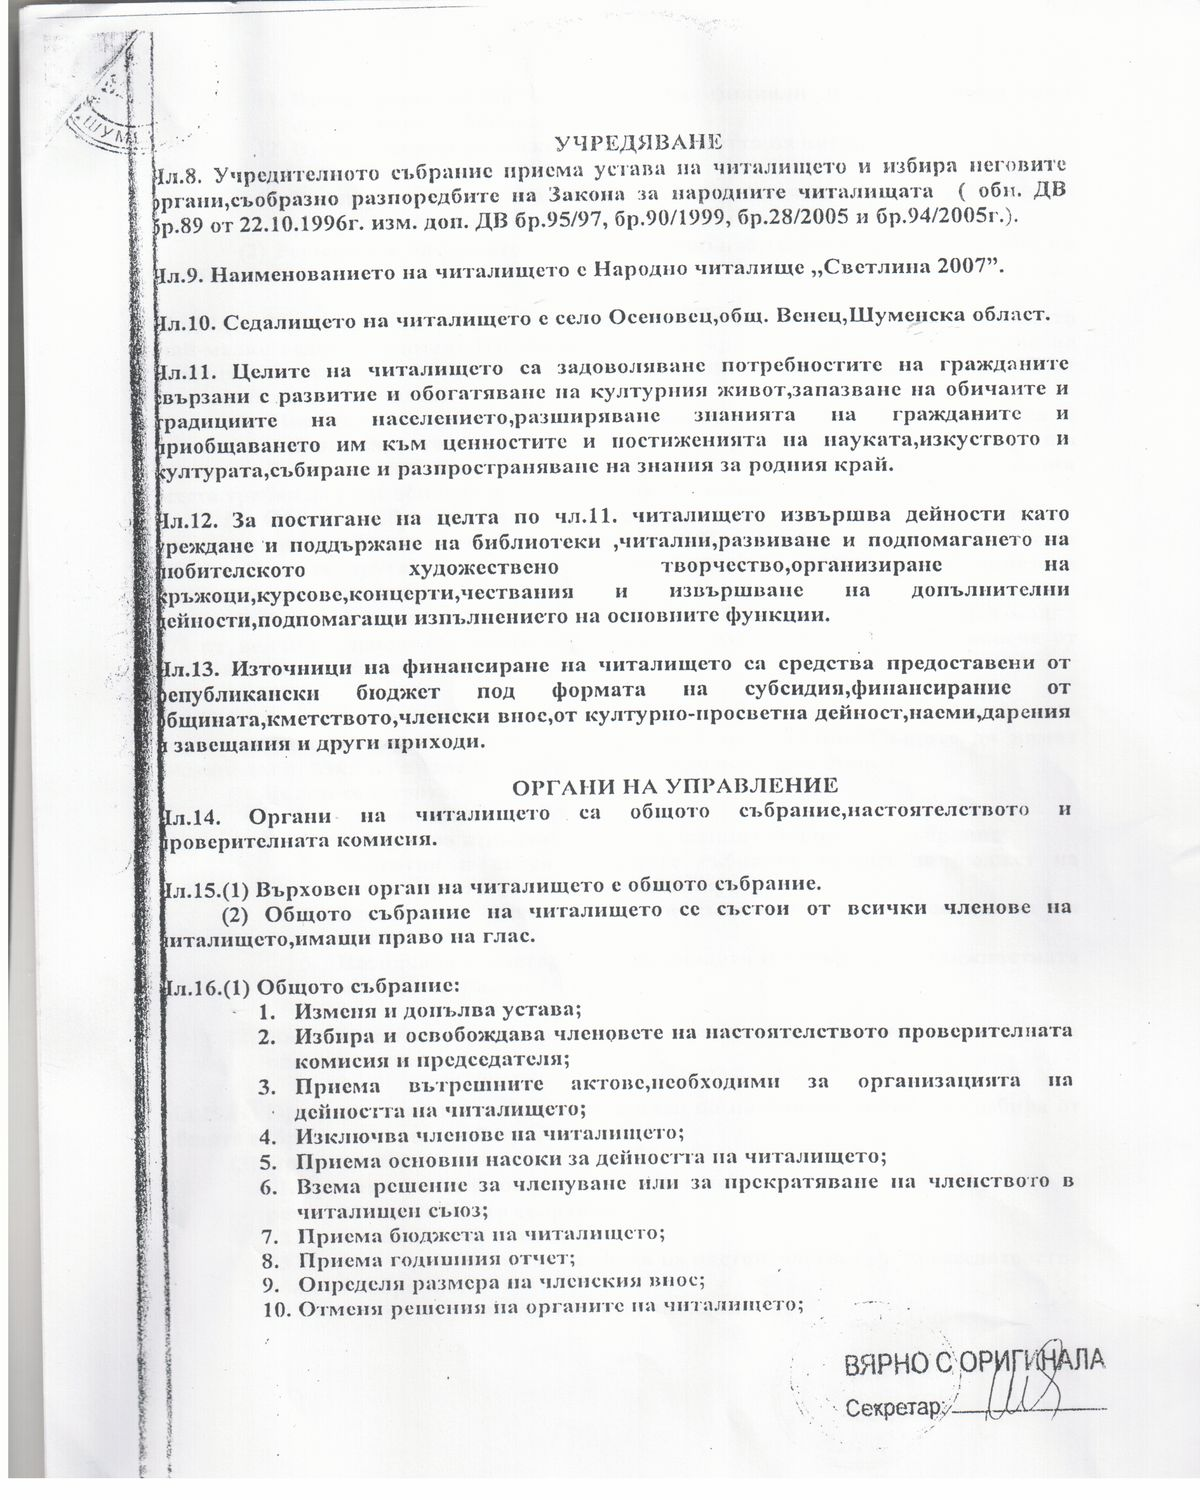 ШУМ
УЧРЕДЯВАНЕ
Чл.8. Учредителното събрание приема устава на читалището и избира неговите
органи,съобразно разпоредбите на Закона за народните читалищата ( обн. ДВ
бр.89 от 22.10.1996г. изм. доп. ДВ бр.95/97, бр.90/1999, бр.28/2005 и бр.94/2005г.).
Чл.9. Наименованието на читалището е Народно читалище „Светлина 2007”.
Чл.10. Седалището на читалището е село Осеновец,общ. Венец,Шуменска област.
Чл.11. Целите на читалището са задоволяване потребностите на гражданите
свързани с развитие и обогатяване на културния живот,запазване на обичаите и
традициите на населението,разширяване знанията на гражданите и
приобщаването им към ценностите и постиженията на науката,изкуството и
културата,събиране и разпространяване на знания за родния край.
Чл.12. За постигане на целта по чл.11. читалището извършва дейности като
уреждане и поддържане на библиотеки ,читални,развиване и подпомагането на
любителското художествено творчество,организиране на
кръжоци,курсове,концерти,чествания и извършване на допълнителни
дейности,подпомагащи изпълнението на основните функции.
Чл.13. Източници на финансиране на читалището са средства предоставени от
републикански бюджет под формата на субсидия,финансирание от
общината,кметството,членски внос,от културно-просветна дейност,наеми,дарения
и завещания и други приходи.
ОРГАНИ НА УПРАВЛЕНИЕ
Чл.14. Органи на читалището са общото събрание,настоятелството и
проверителната комисия.
Чл.15.(1) Върховен орган на читалището е общото събрание.
(2) Общото събрание на читалището се състои от всички членове на
читалището,имащи право на глас.
Чл.16.(1) Общото събрание:
1. Изменя и допълва устава;
2. Избира и освобождава членовете на настоятелството проверителната
комисия и председателя;
3. Приема вътрешните актове,необходими за организацията на
дейността на читалището;
4. Изключва членове на читалището;
5. Приема основни насоки за дейността на читалището;
6. Взема решение за членуване или за прекратяване на членството в
читалищен съюз;
7. Приема бюджета на читалището;
8. Приема годишния отчет;
9. Определя размера на членския внос;
10. Отменя решения на органите на читалището;
ВЯРНО С ОРИГИНАЛА
Секретар: